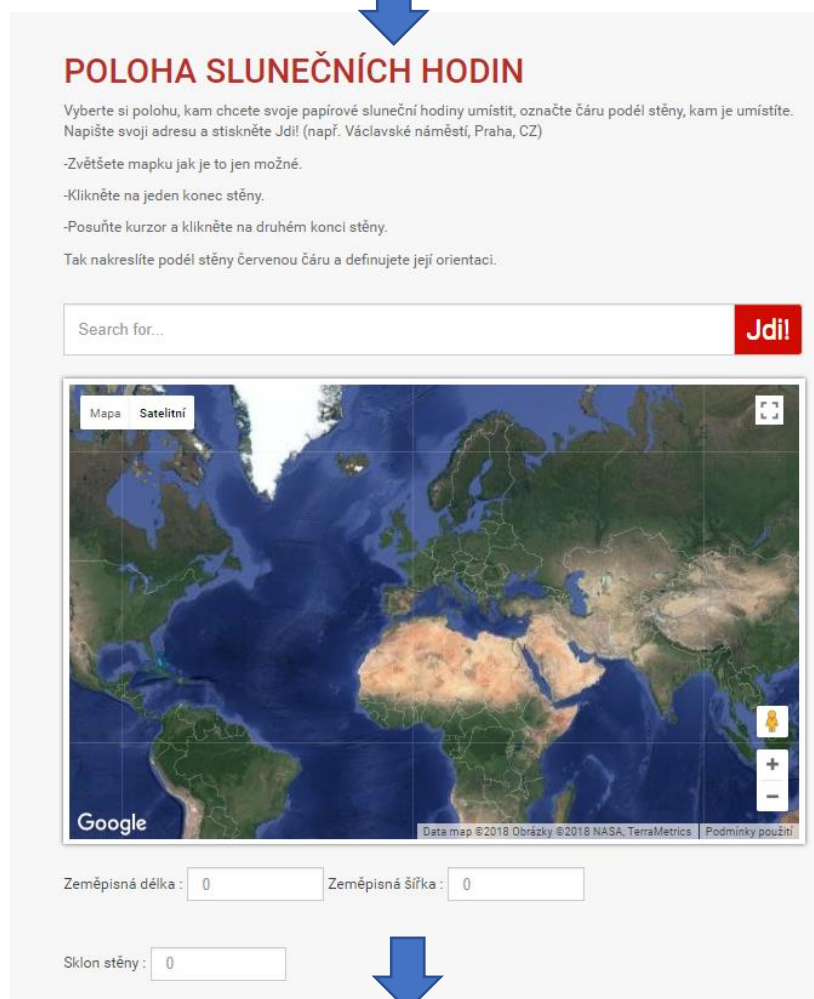 POLOHA SLUNEČNÍCH HODIN
Vyberte si polohu, kam chcete svoje papírové sluneční hodiny umístit, označte čáru podél stěny, kam je umístíte.
Napište svoji adresu a stiskněte Jdi! (např. Václavské náměstí, Praha, CZ)
-Zvětšete mapku jak je to jen možné.
-Klikněte na jeden konec stěny.
-Posuňte kurzor a klikněte na druhém konci stěny.
Tak nakreslíte podél stěny červenou čáru a definujete její orientaci.
Search for... Jdi!
Mapa Satelitní
Google Data map ©2018 Obrázky ©2018 NASA, TerraMetrics Podmínky použití
Zeměpisná délka : 0 Zeměpisná šířka : 0
Sklon stěny : 0